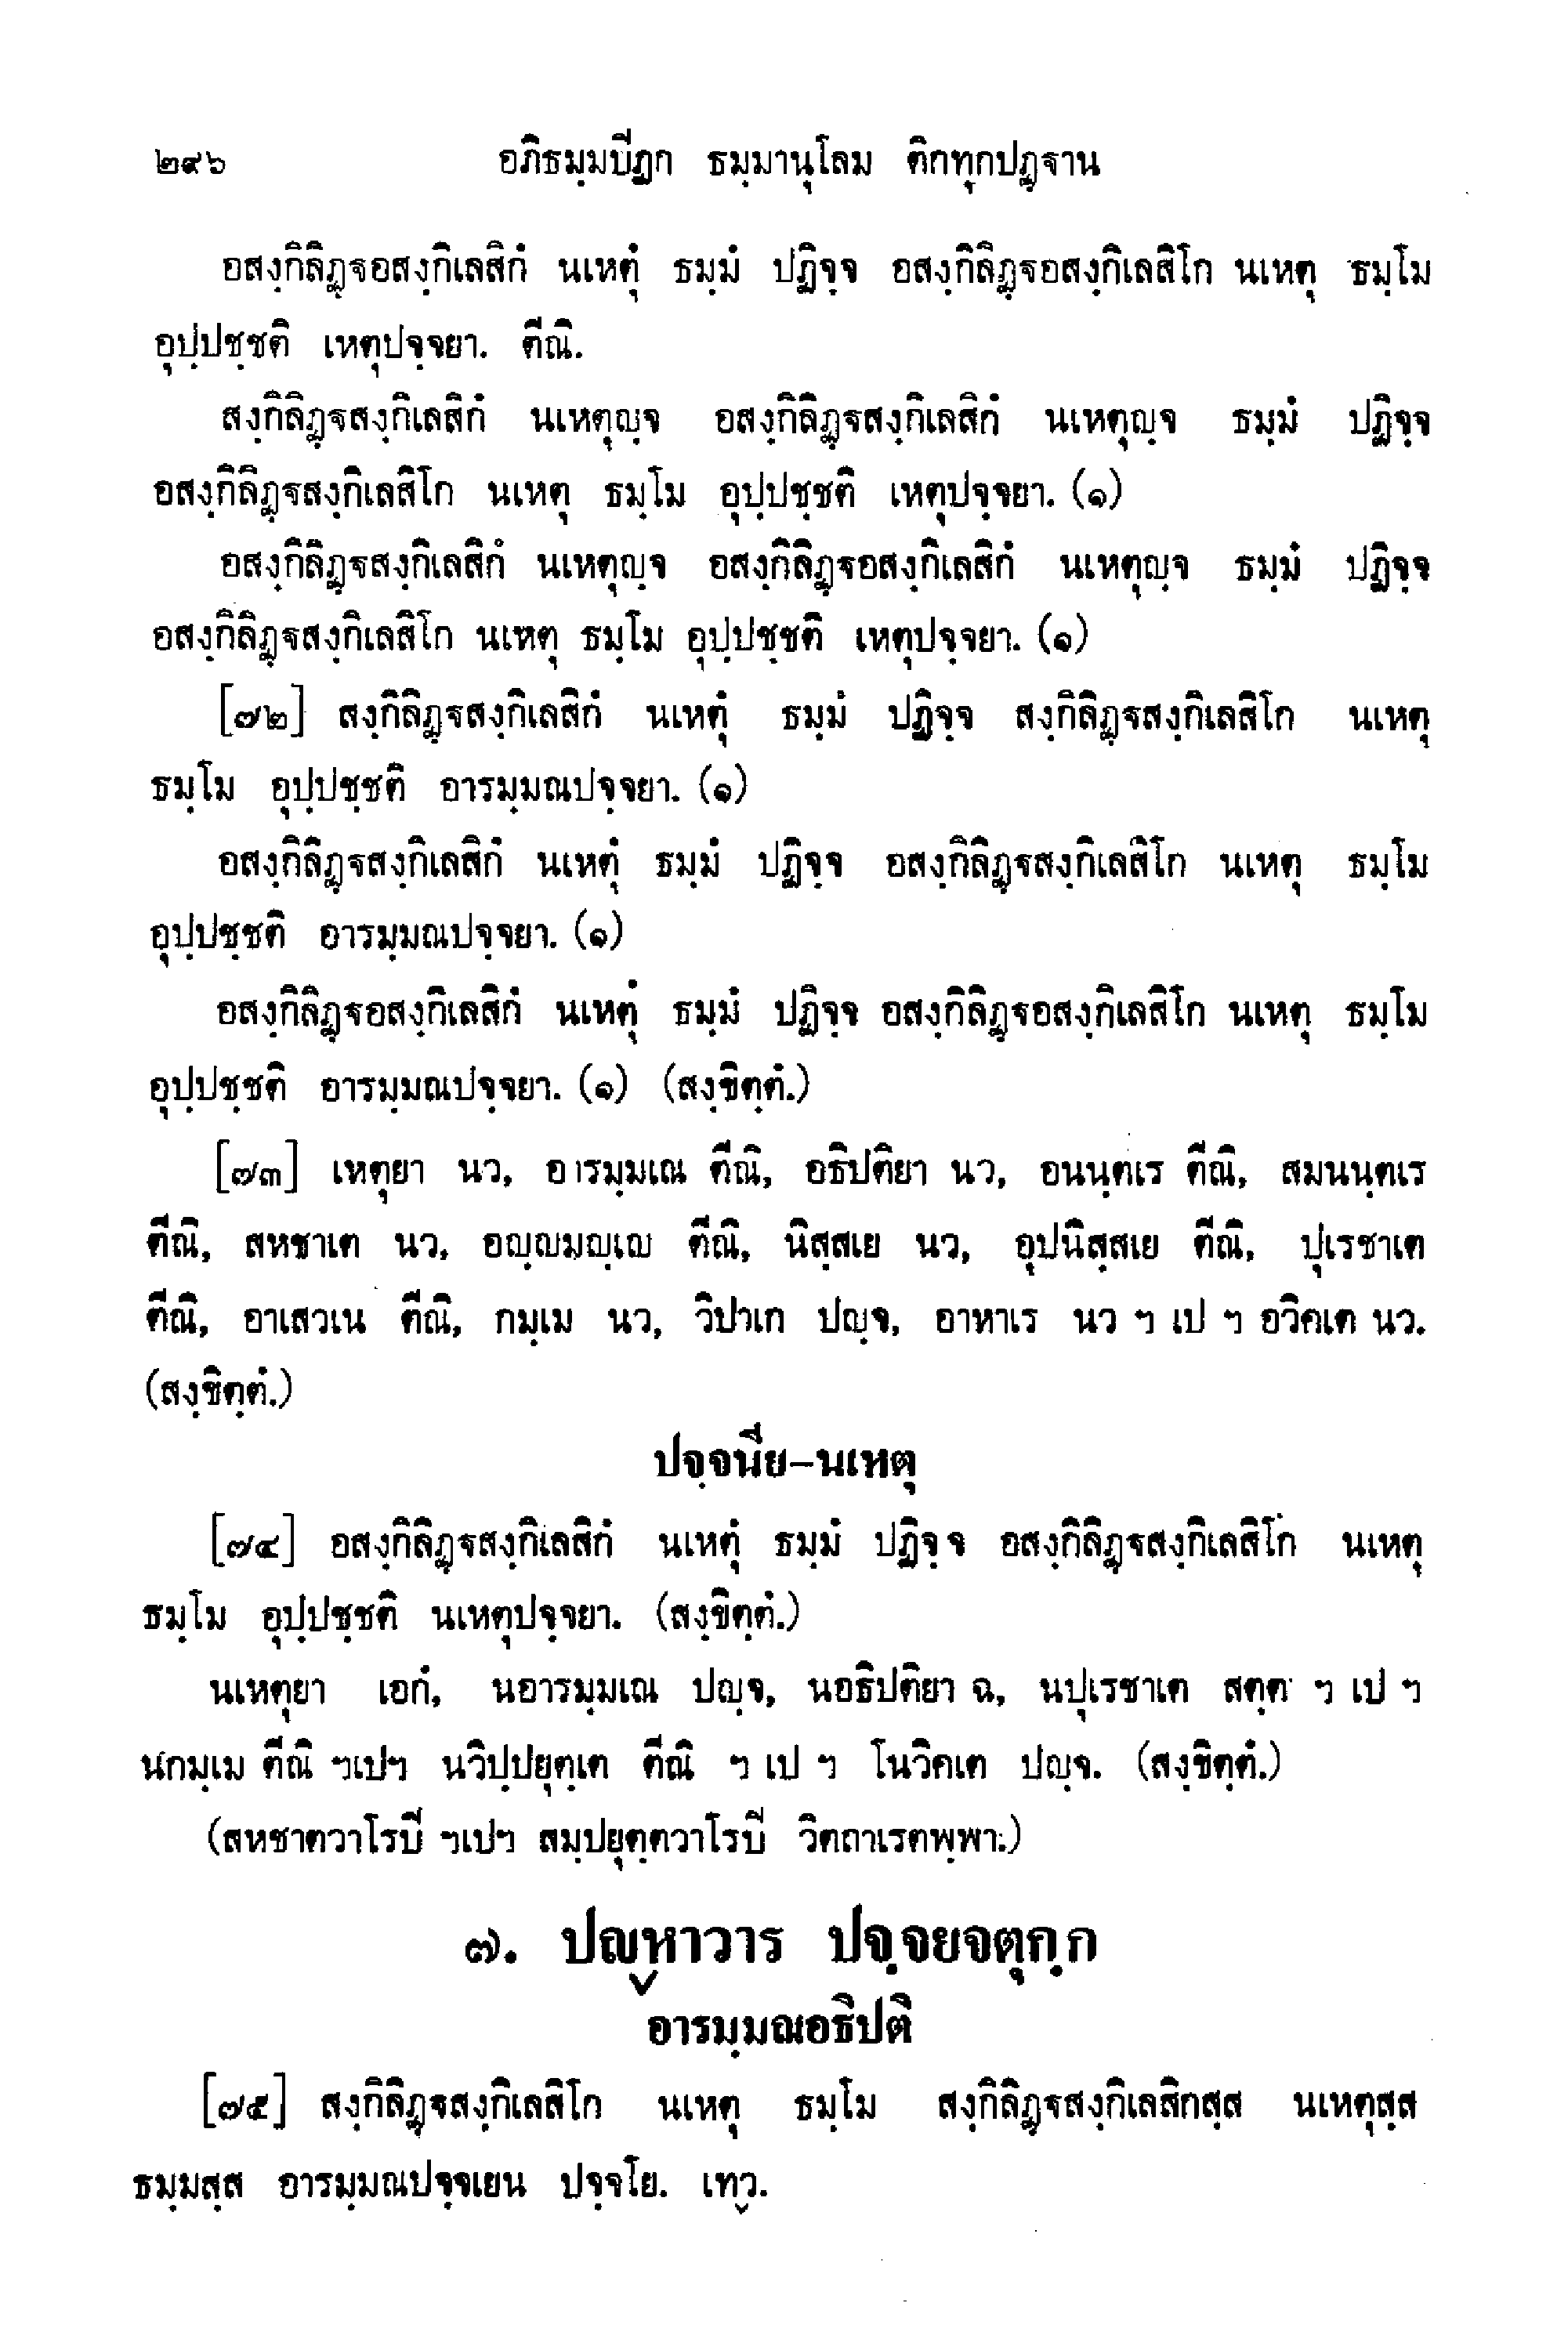 ๒๙๖ อภิธมฺมปีฏก ธมฺมานุโลม ติกทุกปฏฺฐาน
อสงฺกิลิฏฺฐอสงฺกิเลสิกํ นเหตุํ ธมฺมํ ปฏิจฺจ อสงฺกิลิฏฺฐอสงฺกิเลสิโก นเหตุ ธมฺโม
อุปฺปชฺชติ เหตุปจฺจยา. ตีณิ.
สงฺกิลิฏฺฐสงฺกิเลสิกํ นเหตุญฺจ อสงฺกิลิฏฺฐสงฺกิเลสิกํ นเหตุญฺจ ธมฺมํ ปฏิจฺจ
อสงฺกิลิฏฺฐสงฺกิเลสิโก นเหตุ ธมฺโม อุปฺปชฺชติ เหตุปจฺจยา. (๑)
อสงฺกิลิฏฺฐสงฺกิเลสิกํ นเหตุญฺจ อสงฺกิลิฏฺฐอสงฺกิเลสิกํ นเหตุญฺจ ธมฺมํ ปฏิจฺจ
อสงฺกิลิฏฺฐสงฺกิเลสิโก นเหตุ ธมฺโม อุปฺปชฺชติ เหตุปจฺจยา. (๑)
[๗๒] สงฺกิลิฏฺฐสงฺกิเลสิกํ นเหตุํ ธมฺมํ ปฏิจฺจ สงฺกิลิฏฺฐสงฺกิเลสิโก นเหตุ
ธมฺโม อุปฺปชฺชติ อารมฺมณปจฺจยา. (๑)
อสงฺกิลิฏฺฐสงฺกิเลสิกํ นเหตุํ ธมฺมํ ปฏิจฺจ อสงฺกิลิฏฺฐสงฺกิเลสิโก นเหตุ ธมฺโม
อุปฺปชฺชติ อารมฺมณปจฺจยา. (๑)
อสงฺกิลิฏฺฐอสงฺกิเลสิกํ นเหตุํ ธมฺมํ ปฏิจฺจ อสงฺกิลิฏฺฐอสงฺกิเลสิโก นเหตุ ธมฺโม
อุปฺปชฺชติ อารมฺมณปจฺจยา. (๑) (สงฺขิตฺตํ.)
[๗๓] เหตุยา นว, อารมฺมเณ ตีณิ, อธิปติยา นว, อนนฺตเร ตีณิ, สมนนฺตเร
ตีณิ, สหชาเต นว, อญฺญมญฺเญ ตีณิ, นิสฺสเย นว, อุปนิสฺสเย ตีณิ, ปุเรชาเต
ตีณิ, อาเสวเน ตีณิ, กมฺเม นว, วิปาเก ปญฺจ, อาหาเร นว ฯ เป ฯ อวิคเต นว.
(สงฺขิตฺตํ.)
ปจฺจนีย-นเหตุ
[๗๔] อสงฺกิลิฏฺฐสงฺกิเลสิกํ นเหตุํ ธมฺมํ ปฏิจฺจ อสงฺกิลิฏฺฐสงฺกิเลสิโก นเหตุ
ธมฺโม อุปฺปชฺชติ นเหตุปจฺจยา. (สงฺขิตฺตํ.)
นเหตุยา เอกํ, นอารมฺมเณ ปญฺจ, นอธิปติยา ฉ, นปุเรชาเต สตฺต ฯ เป ฯ
นกมฺเม ตีณิ ฯเปฯ นวิปฺปยุตฺเต ตีณิ ฯ เป ฯ โนวิคเต ปญฺจ. (สงฺขิตฺตํ.)
(สหชาตวาโรปี ฯเปฯ สมฺปยุตฺตวาโรปี วิตถาเรตพฺพา.)
๗. ปญฺหาวาร ปจฺจยจตุกฺก
อารมฺมณอธิปติ
[๗๕] สงฺกิลิฏฺฐสงฺกิเลสิโก นเหตุ ธมฺโม สงฺกิลิฏฺฐสงฺกิเลสิกสฺส นเหตุสฺส
ธมฺมสฺส อารมฺมณปจฺจเยน ปจฺจโย. เทฺว.